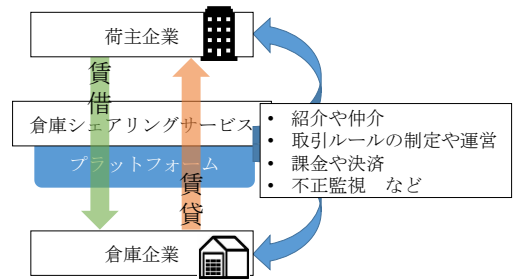 荷主企業
賃借
倉庫シェアリングサービス
プラットフォーム
• 紹介や仲介
• 取引ルールの制定や運営
• 課金や決済
• 不正監視　など
賃貸
倉庫企業